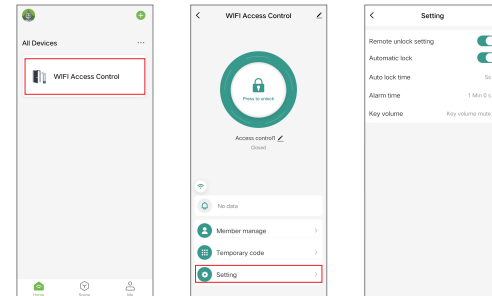 All Devices
WIFI Access Control
Home
Scene
Me
WIFI Access Control
Press to unlock
Access control1
Closed
No data
Member manage
Temporary code
Setting
Setting
Remote unlock setting
Automatic lock
Auto lock time
5s
Alarm time
1 Min 0 s
Key volume
Key volume mute